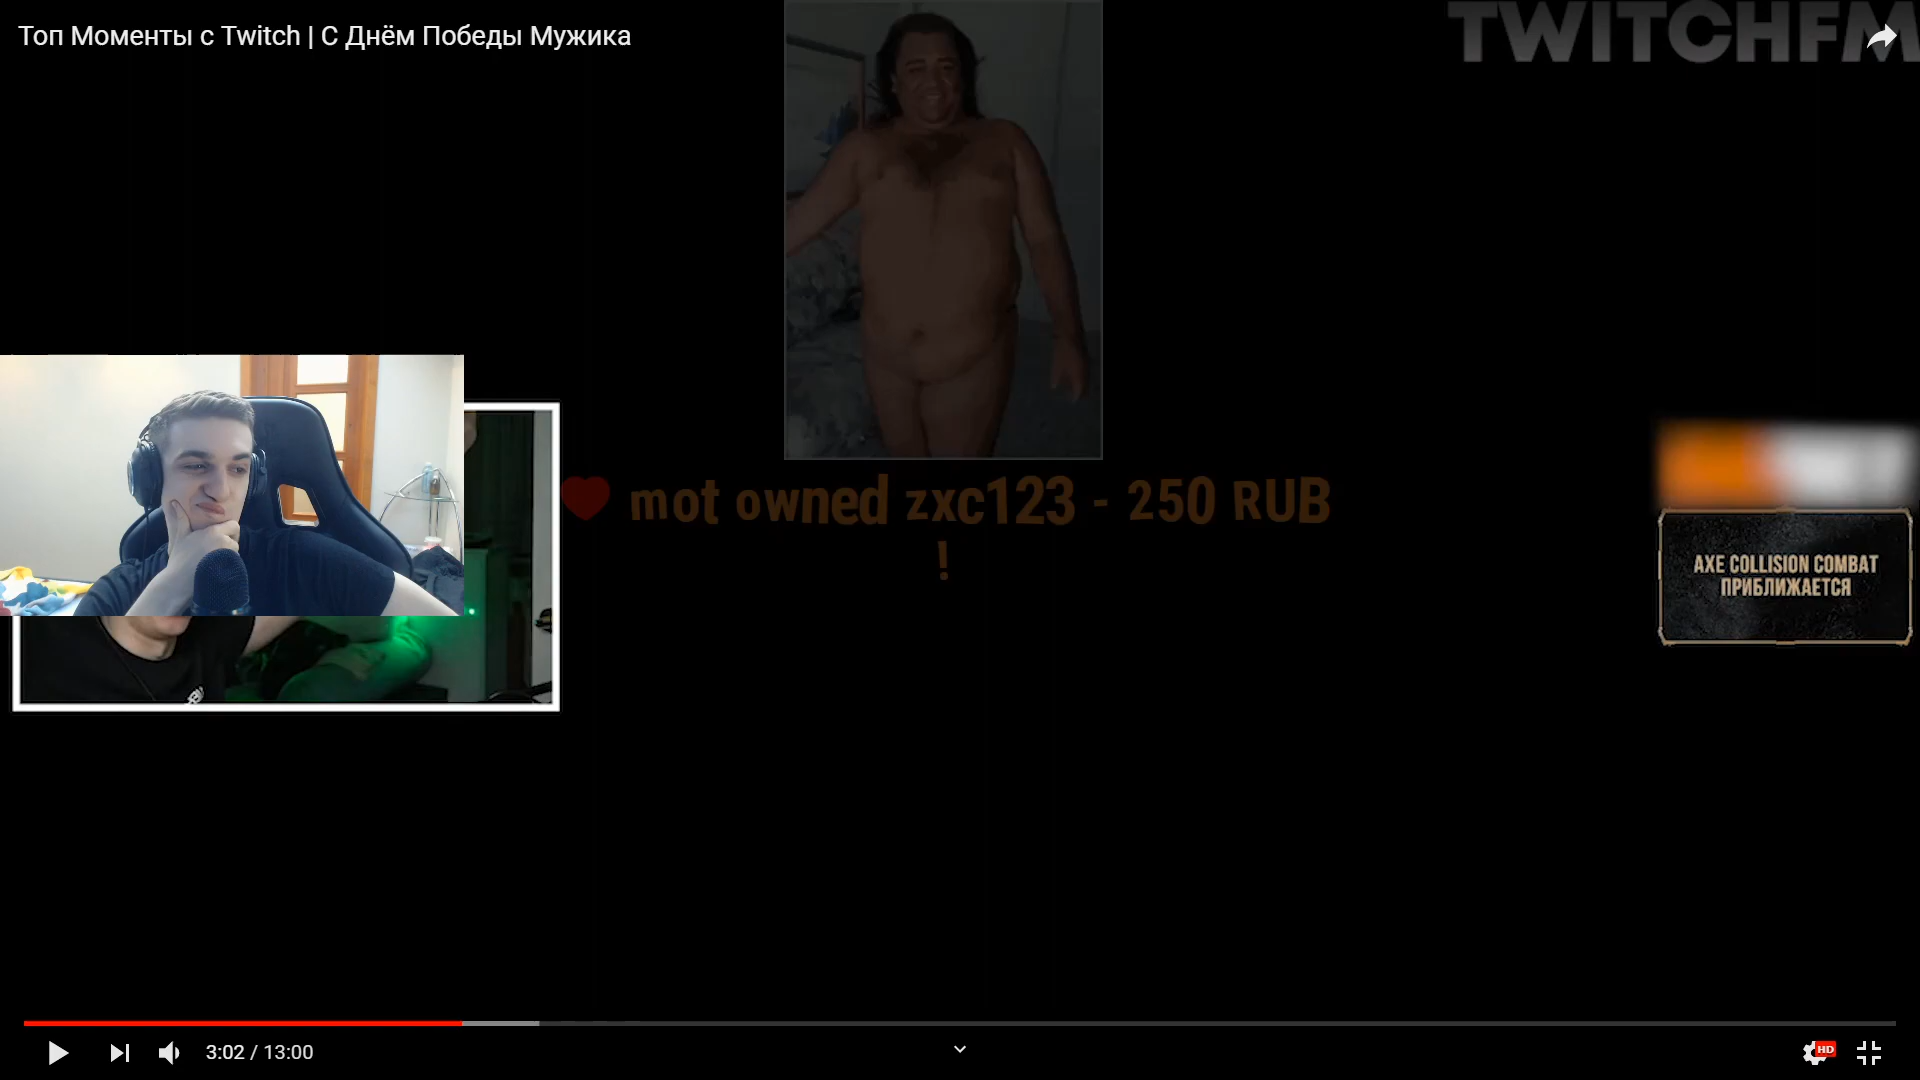 Топ Моменты с Twitch | С Днём Победы Мужика
TWITCHFM
mot owned zxc123 - 250 RUB
!
AXE COLLISION COMBAT
ПРИБЛИЖАЕТСЯ
3:02 / 13:00
HD